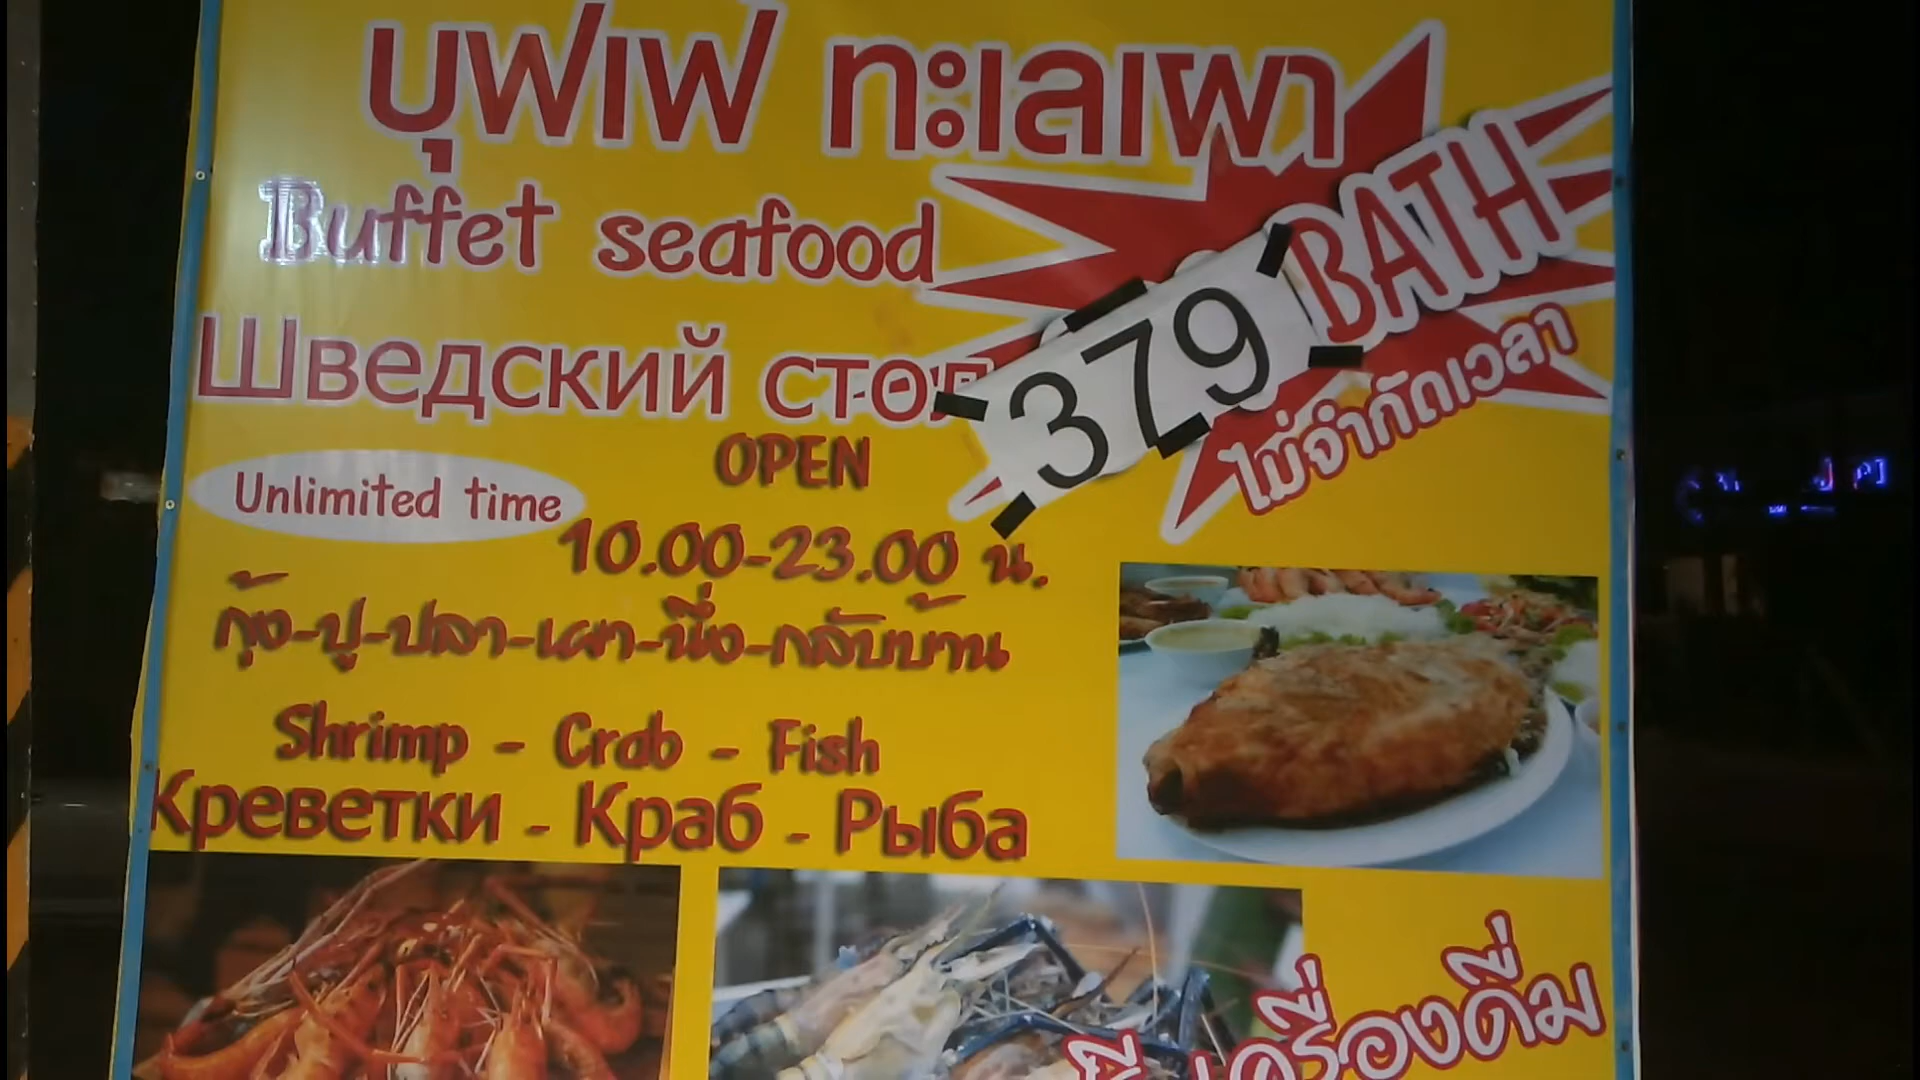 บุฟเฟ ทะเลเผา
Buffet seafood
379 BATH
Шведский стол
ไม่จำกัดเวลา
OPEN
Unlimited time
10.00-23.00 น.
กุ้ง-ปู-ปลา-เผา-นึ่ง-กลับบ้าน
Shrimp - Crab - Fish
Креветки - Краб - Рыба
เครื่องดื่ม